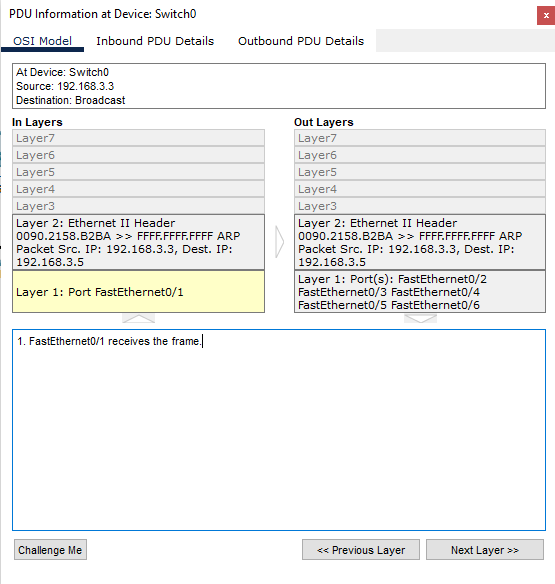 PDU Information at Device: Switch0
x
OSI Model Inbound PDU Details Outbound PDU Details
At Device: Switch0
Source: 192.168.3.3
Destination: Broadcast
In Layers
Layer7
Layer6
Layer5
Layer4
Layer3
Layer 2: Ethernet II Header
0090.2158.B2BA >> FFFF.FFFF.FFFF ARP
Packet Src. IP: 192.168.3.3, Dest. IP:
192.168.3.5
Layer 1: Port FastEthernet0/1
Out Layers
Layer7
Layer6
Layer5
Layer4
Layer3
Layer 2: Ethernet II Header
0090.2158.B2BA >> FFFF.FFFF.FFFF ARP
Packet Src. IP: 192.168.3.3, Dest. IP:
192.168.3.5
Layer 1: Port(s): FastEthernet0/2
FastEthernet0/3 FastEthernet0/4
FastEthernet0/5 FastEthernet0/6
1. FastEthernet0/1 receives the frame.
Challenge Me
<< Previous Layer
Next Layer >>